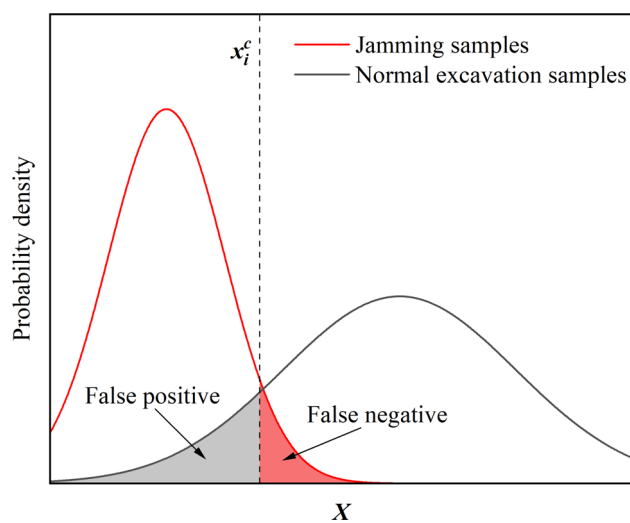 x_i^c
Jamming samples
Normal excavation samples
Probability density
False positive
False negative
X